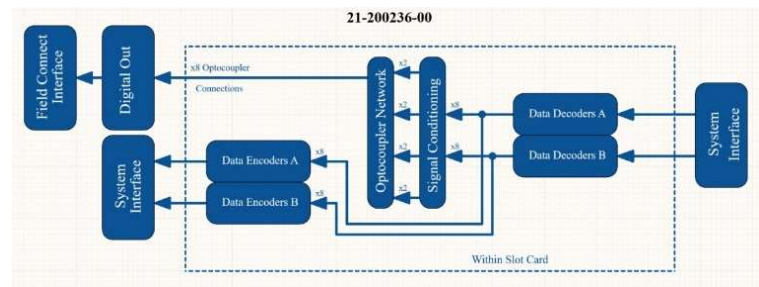 21-200236-00
Field Connect
Interface
Digital Out
x8 Optocoupler
Connections
Optocoupler Network
x2
x2
x2
x2
Signal Conditioning
x8
x8
Data Decoders A
Data Decoders B
System
Interface
System
Interface
Data Encoders A
x8
Data Encoders B
x8
Within Slot Card